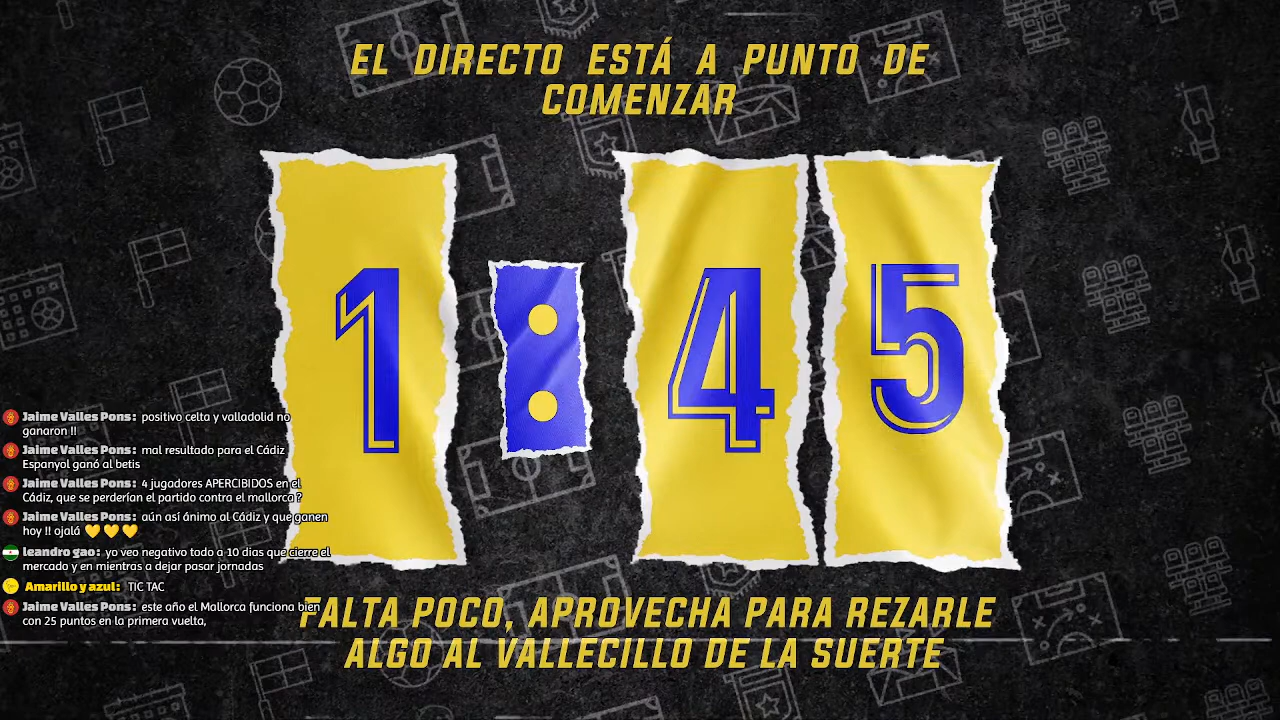 EL DIRECTO ESTÁ A PUNTO DE
COMENZAR
1:45
Jaime Valles Pons: positivo celta y valladolid no
ganaron !!
Jaime Valles Pons: mal resultado para el Cádiz
Espanyol ganó al betis
Jaime Valles Pons: 4 jugadores APERCIBIDOS en el
Cádiz, que se perderían el partido contra el mallorca ?
Jaime Valles Pons: aún así ánimo al Cádiz y que ganen
hoy !! ojalá 💛💛💛
leandro gao: yo veo negativo todo a 10 dias que cierre el
mercado y en mientras a dejar pasar jornadas
Amarillo y azul: TIC TAC
Jaime Valles Pons: este año el Mallorca funciona bien
con 25 puntos en la primera vuelta,
FALTA POCO, APROVECHA PARA REZARLE
ALGO AL VALLECILLO DE LA SUERTE